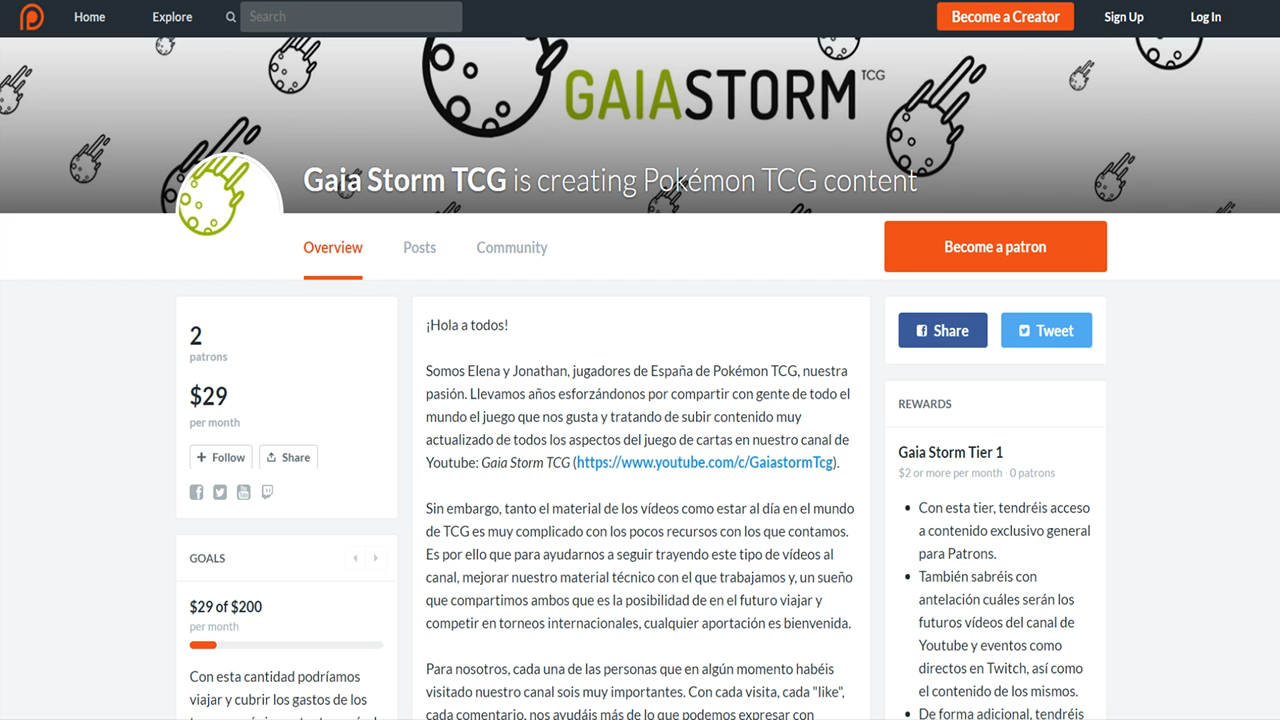 Home
Explore
Search
Become a Creator
Sign Up
Log In
GAIASTORM TCG
Gaia Storm TCG is creating Pokémon TCG content
Overview
Posts
Community
Become a patron
2
patrons
$29
per month
+ Follow
Share
GOALS
$29 of $200
per month
Con esta cantidad podríamos
viajar y cubrir los gastos de los
¡Hola a todos!
Somos Elena y Jonathan, jugadores de España de Pokémon TCG, nuestra
pasión. Llevamos años esforzándonos por compartir con gente de todo el
mundo el juego que nos gusta y tratando de subir contenido muy
actualizado de todos los aspectos del juego de cartas en nuestro canal de
Youtube: Gaia Storm TCG (https://www.youtube.com/c/GaiastormTcg).
Sin embargo, tanto el material de los vídeos como estar al día en el mundo
de TCG es muy complicado con los pocos recursos con los que contamos.
Es por ello que para ayudarnos a seguir trayendo este tipo de vídeos al
canal, mejorar nuestro material técnico con el que trabajamos y, un sueño
que compartimos ambos que es la posibilidad de en el futuro viajar y
competir en torneos internacionales, cualquier aportación es bienvenida.
Para nosotros, cada una de las personas que en algún momento habéis
visitado nuestro canal sois muy importantes. Con cada visita, cada "like",
cada comentario, nos ayudáis más de lo que podemos expresar con
Share
Tweet
REWARDS
Gaia Storm Tier 1
$2 or more per month · 0 patrons
• Con esta tier, tendréis acceso
a contenido exclusivo general
para Patrons.
• También sabréis con
antelación cuáles serán los
futuros vídeos del canal de
Youtube y eventos como
directos en Twitch, así como
el contenido de los mismos.
• De forma adicional, tendréis